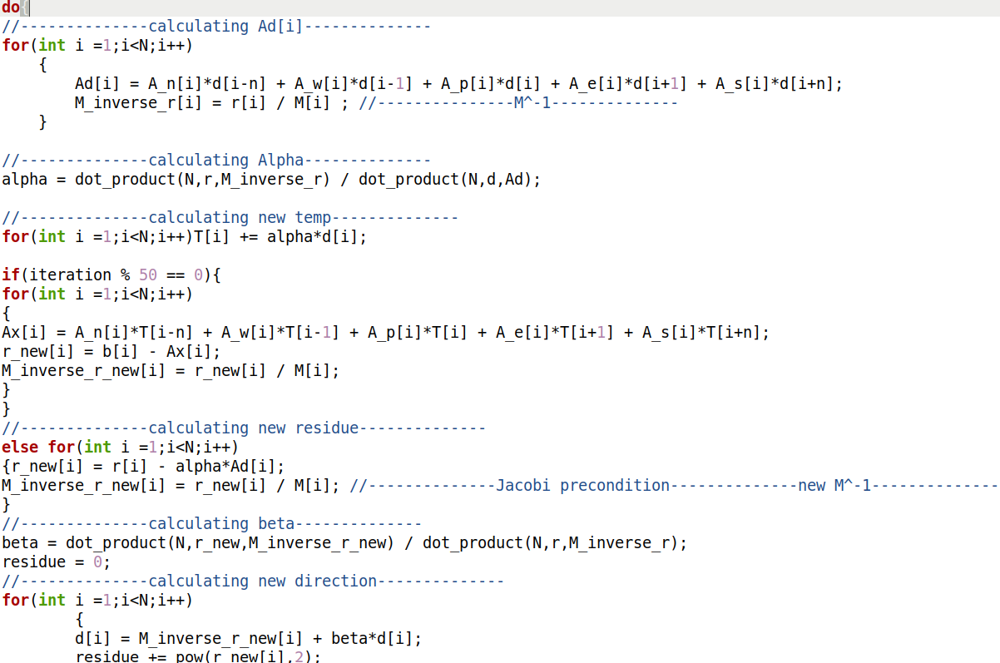 do{
//--------------calculating Ad[i]--------------
for(int i =1;i<N;i++)
    {
        Ad[i] = A_n[i]*d[i-n] + A_w[i]*d[i-1] + A_p[i]*d[i] + A_e[i]*d[i+1] + A_s[i]*d[i+n];
        M_inverse_r[i] = r[i] / M[i] ; //---------------M^-1--------------
    }

//--------------calculating Alpha--------------
alpha = dot_product(N,r,M_inverse_r) / dot_product(N,d,Ad);

//--------------calculating new temp--------------
for(int i =1;i<N;i++)T[i] += alpha*d[i];

if(iteration % 50 == 0){
for(int i =1;i<N;i++)
{
Ax[i] = A_n[i]*T[i-n] + A_w[i]*T[i-1] + A_p[i]*T[i] + A_e[i]*T[i+1] + A_s[i]*T[i+n];
r_new[i] = b[i] - Ax[i];
M_inverse_r_new[i] = r_new[i] / M[i];
}
}
//--------------calculating new residue--------------
else for(int i =1;i<N;i++)
{r_new[i] = r[i] - alpha*Ad[i];
M_inverse_r_new[i] = r_new[i] / M[i]; //--------------Jacobi precondition--------------new M^-1--------------
}
//--------------calculating beta--------------
beta = dot_product(N,r_new,M_inverse_r_new) / dot_product(N,r,M_inverse_r);
residue = 0;
//--------------calculating new direction--------------
for(int i =1;i<N;i++)
        {
        d[i] = M_inverse_r_new[i] + beta*d[i];
        residue += pow(r_new[i],2);